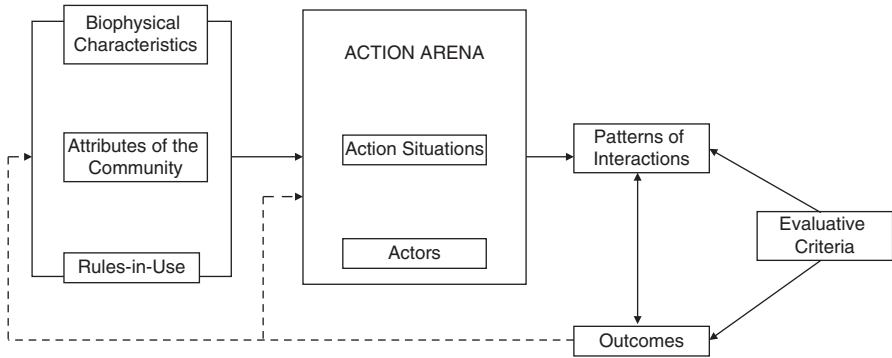 Biophysical
Characteristics
Attributes of the
Community
Rules-in-Use
ACTION ARENA
Action Situations
Actors
Patterns of
Interactions
Outcomes
Evaluative
Criteria